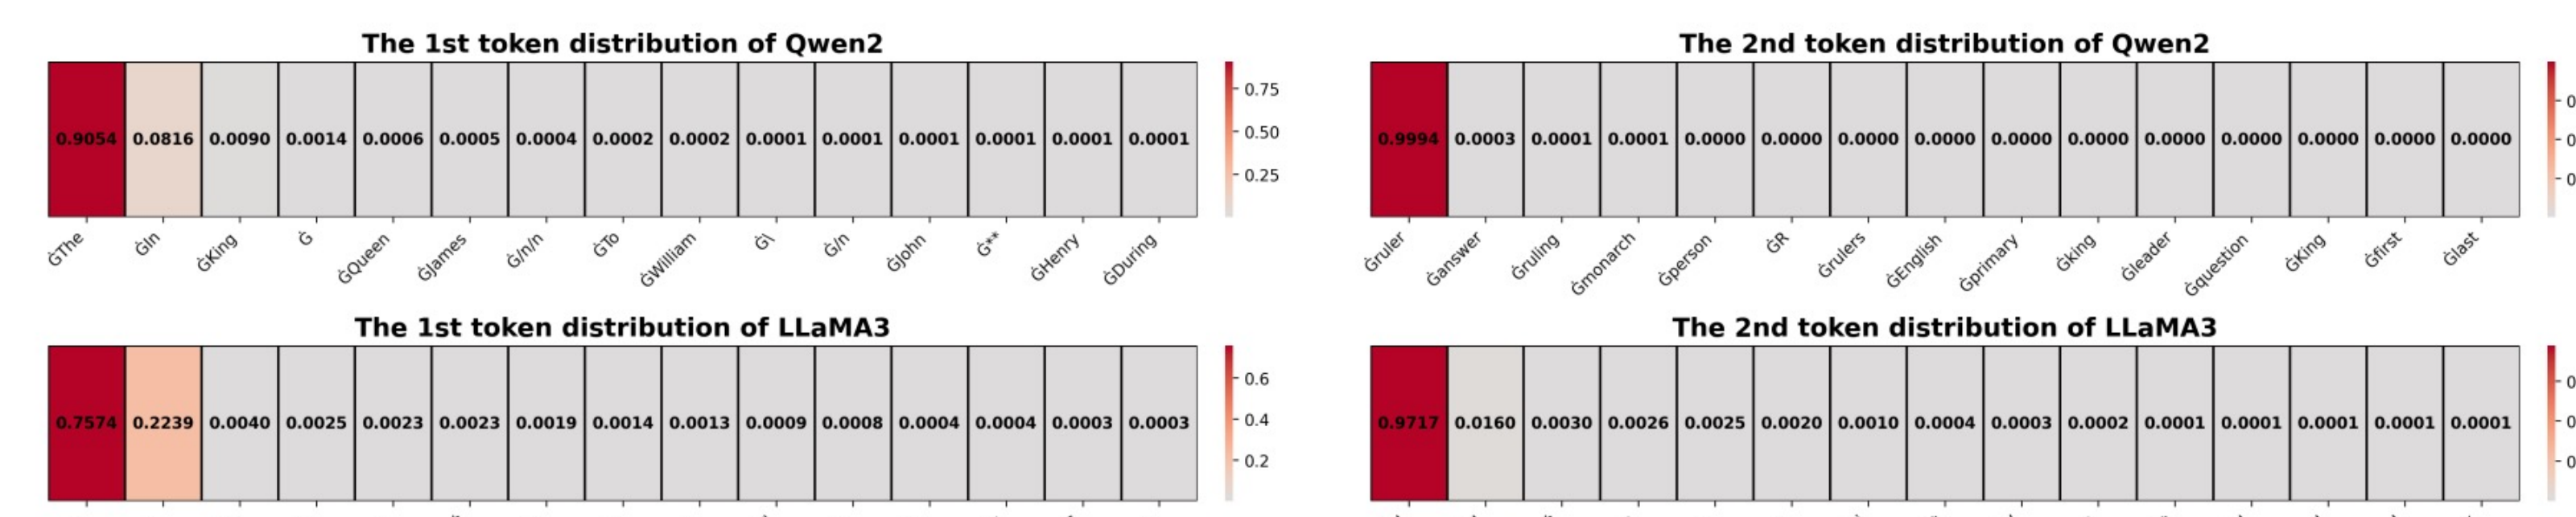 The 1st token distribution of Qwen2
0.9054 0.0816 0.0090 0.0014 0.0006 0.0005 0.0004 0.0002 0.0002 0.0001 0.0001 0.0001 0.0001 0.0001 0.0001
0.75
0.50
0.25
ĠThe ĠIn ĠKing Ġ ĠQueen ĠJames Ġ/n/n ĠTo ĠWilliam Ġ\ Ġ/n ĠJohn Ġ** ĠHenry ĠDuring
The 2nd token distribution of Qwen2
0.9994 0.0003 0.0001 0.0001 0.0000 0.0000 0.0000 0.0000 0.0000 0.0000 0.0000 0.0000 0.0000 0.0000 0.0000
Ġruler Ġanswer Ġruling Ġmonarch Ġperson ĠR Ġrulers ĠEnglish Ġprimary Ġking Ġleader Ġquestion ĠKing Ġfirst Ġlast
The 1st token distribution of LLaMA3
0.7574 0.2239 0.0040 0.0025 0.0023 0.0023 0.0019 0.0014 0.0013 0.0009 0.0008 0.0004 0.0004 0.0003 0.0003
0.6
0.4
0.2
The 2nd token distribution of LLaMA3
0.9717 0.0160 0.0030 0.0026 0.0025 0.0020 0.0010 0.0004 0.0003 0.0002 0.0001 0.0001 0.0001 0.0001 0.0001